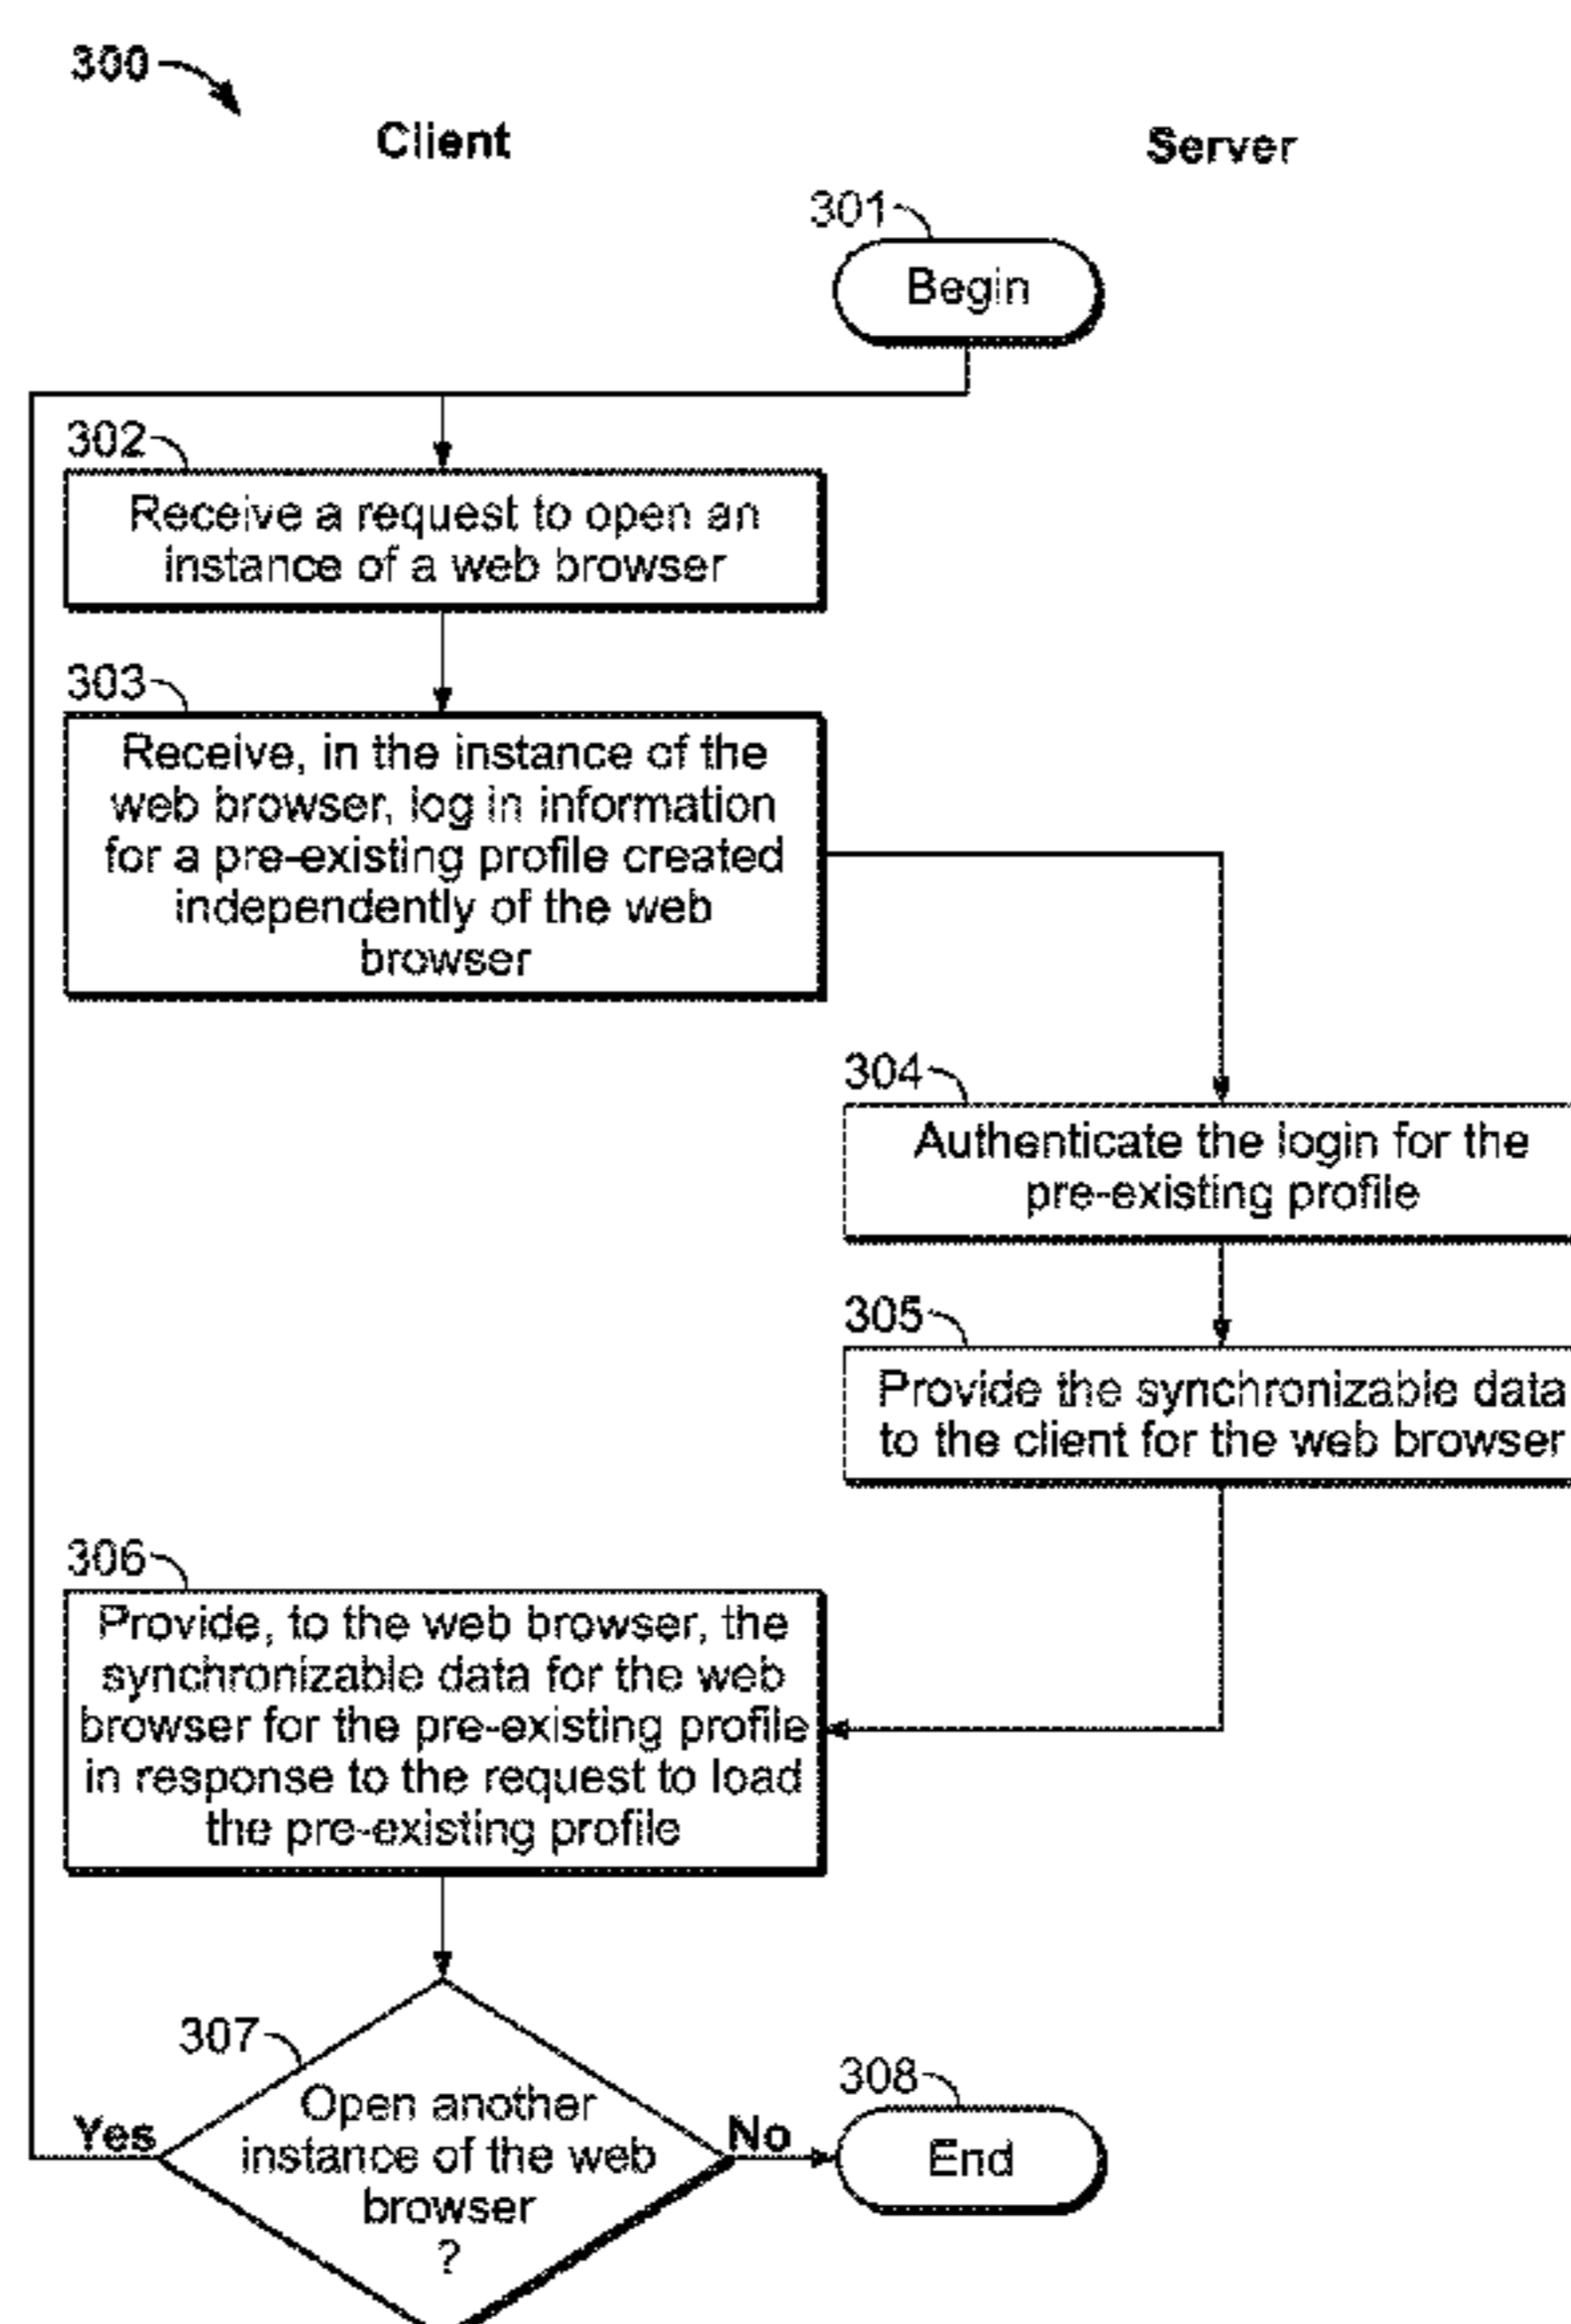 300
Client
Server
301
Begin
302
Receive a request to open an
instance of a web browser
303
Receive, in the instance of the
web browser, log in information
for a pre-existing profile created
independently of the web
browser
304
Authenticate the login for the
pre-existing profile
305
Provide the synchronizable data
to the client for the web browser
306
Provide, to the web browser, the
synchronizable data for the web
browser for the pre-existing profile
in response to the request to load
the pre-existing profile
307
Open another
instance of the web
browser
?
Yes
No
308
End